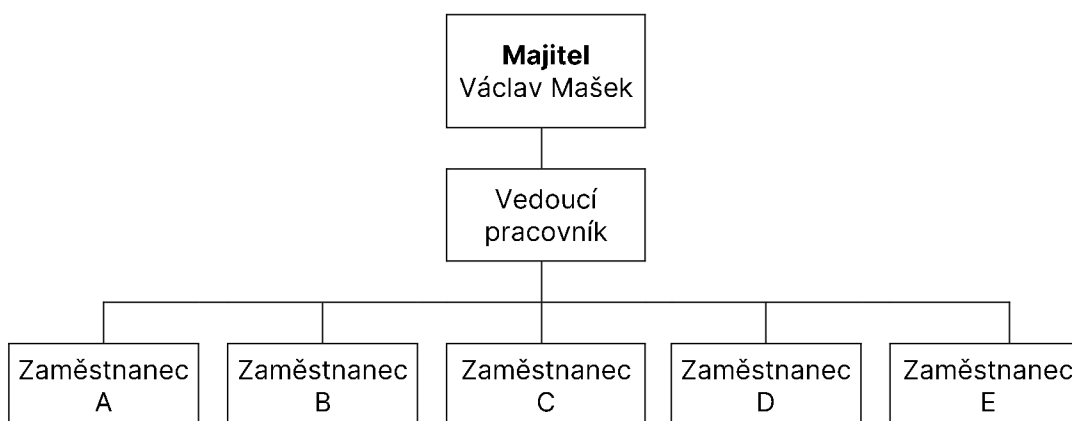 Majitel
Václav Mašek
Vedoucí
pracovník
Zaměstnanec
A
Zaměstnanec
B
Zaměstnanec
C
Zaměstnanec
D
Zaměstnanec
E